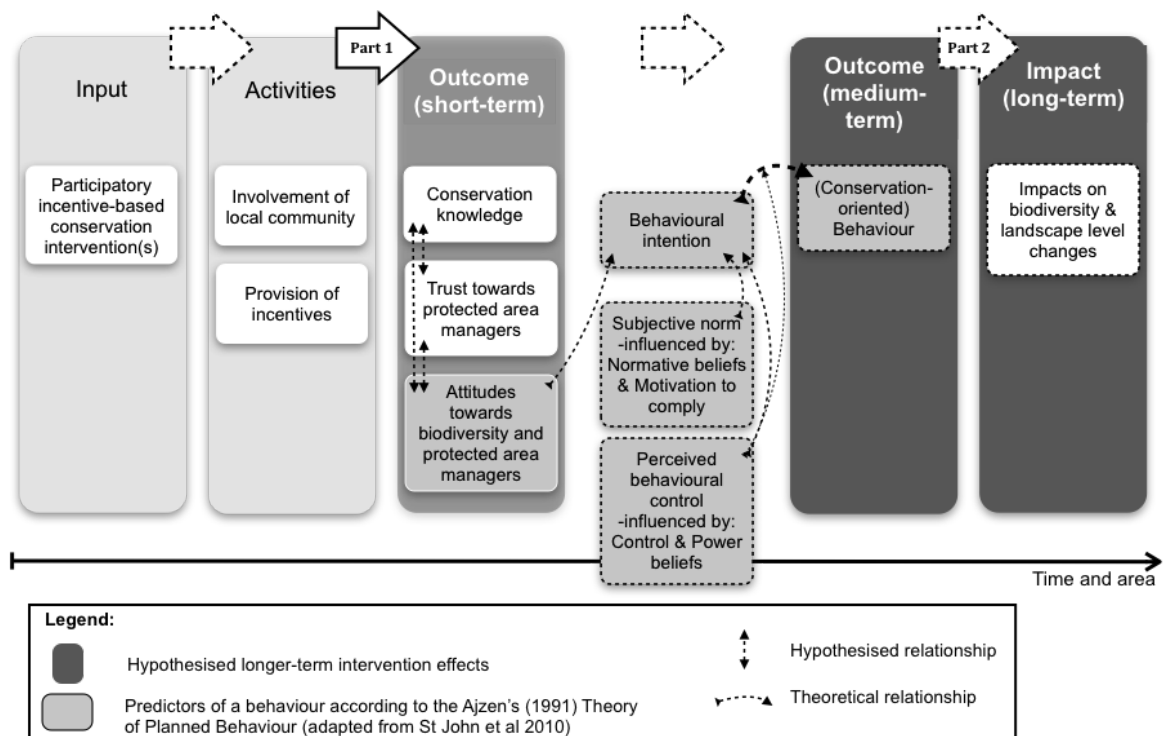 Part 1
Part 2
Input
Activities
Outcome
(short-term)
Outcome
(medium-
term)
Impact
(long-term)
Participatory
incentive-based
conservation
intervention(s)
Involvement of
local community
Provision of
incentives
Conservation
knowledge
Trust towards
protected area
managers
Attitudes
towards
biodiversity and
protected area
managers
Behavioural
intention
Subjective norm
-influenced by:
Normative beliefs
& Motivation to
comply
Perceived
behavioural
control
-influenced by:
Control & Power
beliefs
(Conservation-
oriented)
Behaviour
Impacts on
biodiversity &
landscape level
changes
Time and area
Legend:
Hypothesised longer-term intervention effects
Predictors of a behaviour according to the Ajzen's (1991) Theory
of Planned Behaviour (adapted from St John et al 2010)
Hypothesised relationship
Theoretical relationship